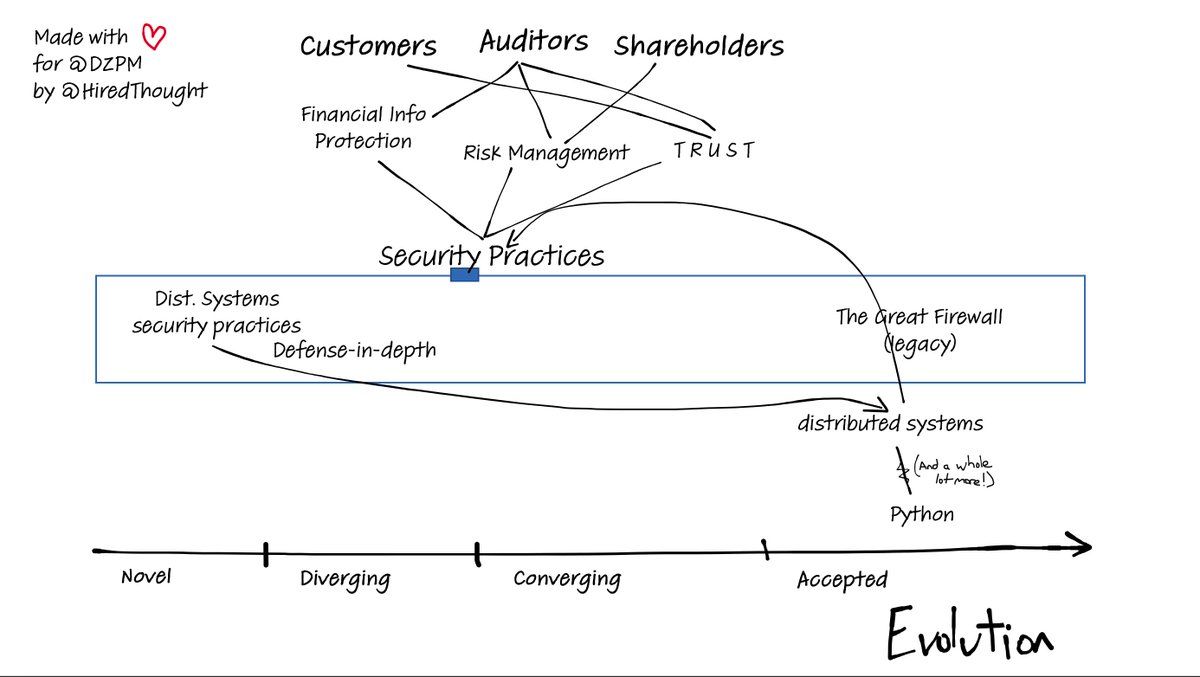 Made with
for @DZPM
by @HiredThought
Customers
Auditors
Shareholders
Financial Info
Protection
Risk Management
TRUST
Security Practices
Dist. Systems
security practices
Defense-in-depth
The Great Firewall
(legacy)
distributed systems
(And a whole
lot more!)
Python
Novel
Diverging
Converging
Accepted
Evolution